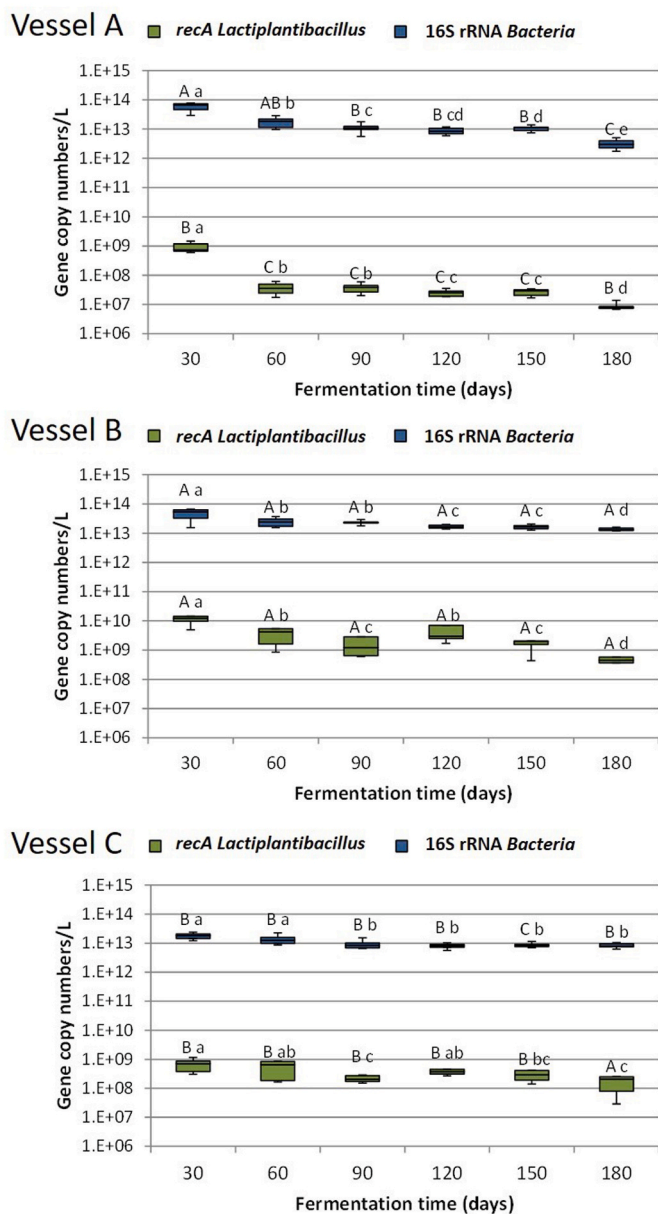 Vessel A
recA Lactiplantibacillus 16S rRNA Bacteria
Gene copy numbers/L
1.E+15
1.E+14
1.E+13
1.E+12
1.E+11
1.E+10
1.E+09
1.E+08
1.E+07
1.E+06
A a AB b B c B cd B d C e
B a C b C b C c C c B d
30 60 90 120 150 180
Fermentation time (days)
Vessel B
recA Lactiplantibacillus 16S rRNA Bacteria
Gene copy numbers/L
1.E+15
1.E+14
1.E+13
1.E+12
1.E+11
1.E+10
1.E+09
1.E+08
1.E+07
1.E+06
A a A b A b A c A c A d
A a A b A c A b A c A d
30 60 90 120 150 180
Fermentation time (days)
Vessel C
recA Lactiplantibacillus 16S rRNA Bacteria
Gene copy numbers/L
1.E+15
1.E+14
1.E+13
1.E+12
1.E+11
1.E+10
1.E+09
1.E+08
1.E+07
1.E+06
B a B a B b B b C b B b
B a B ab B c B ab B bc A c
30 60 90 120 150 180
Fermentation time (days)